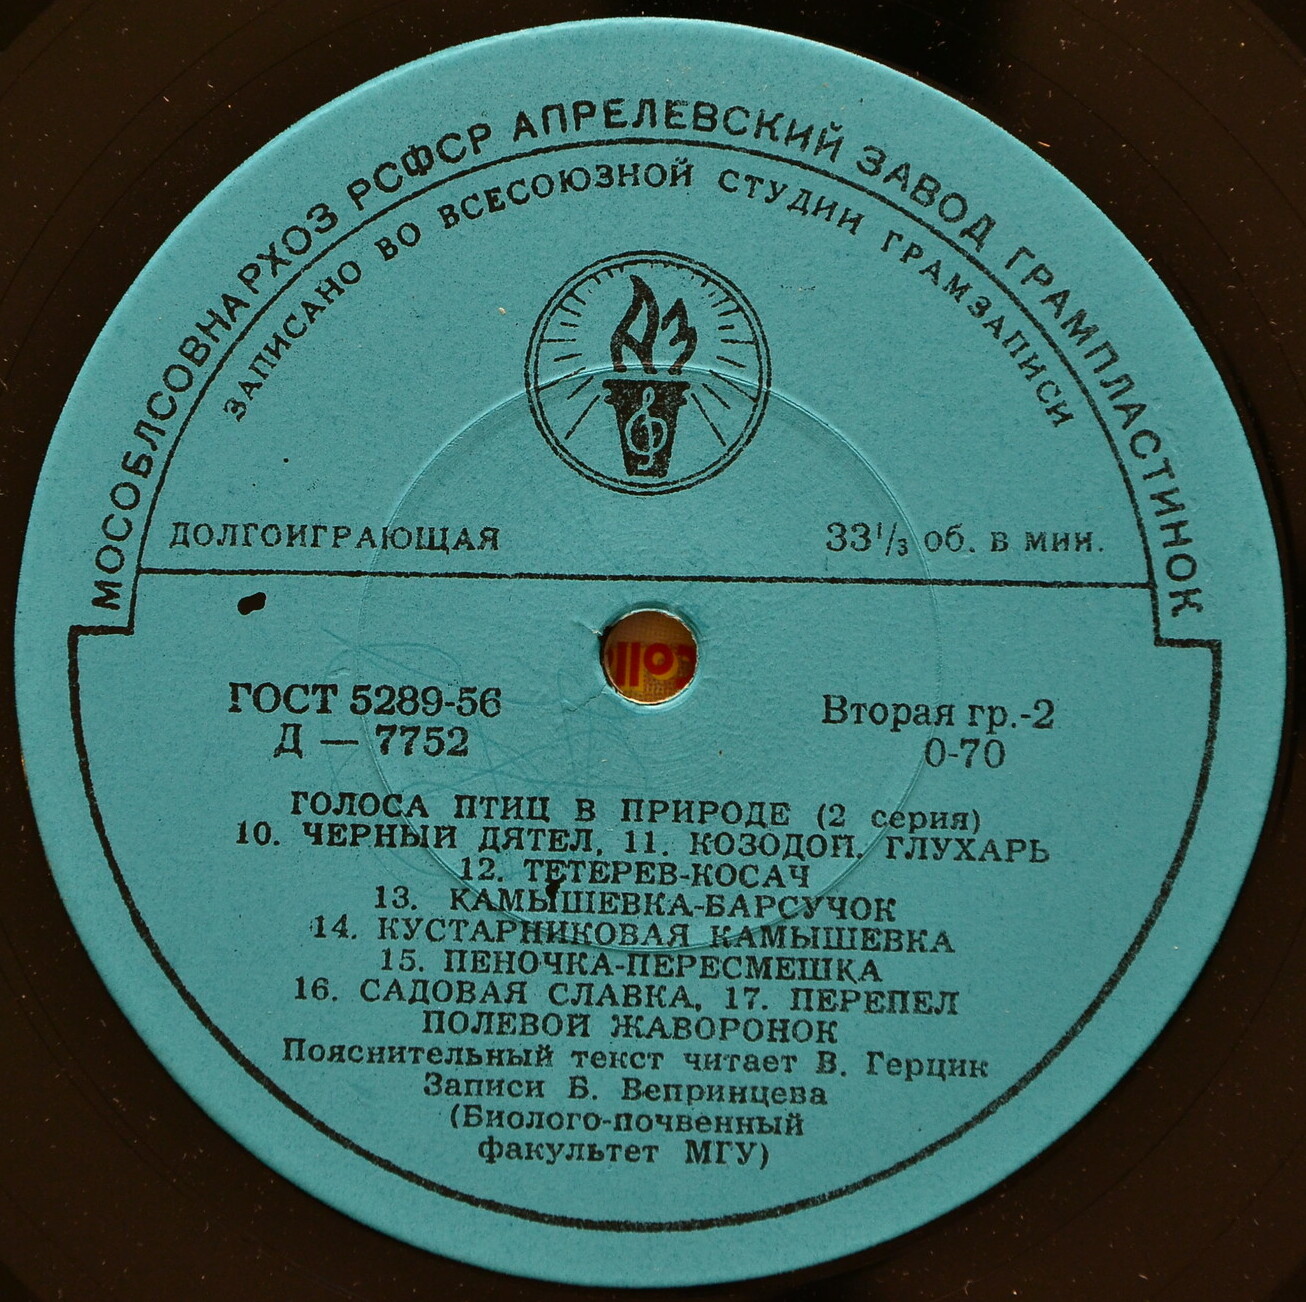 МОСОБЛСОВНАРХОЗ РСФСР АПРЕЛЕВСКИЙ ЗАВОД ГРАМПЛАСТИНОК
ЗАПИСАНО ВО ВСЕСОЮЗНОЙ СТУДИИ ГРАМЗАПИСИ
АЗ
ДОЛГОИГРАЮЩАЯ 33 1/3 об. в мин.
ГОСТ 5289-56 Вторая гр.-2
Д — 7752 0-70
ГОЛОСА ПТИЦ В ПРИРОДЕ (2 серия)
10. ЧЕРНЫЙ ДЯТЕЛ, 11. КОЗОДОЙ. ГЛУХАРЬ
12. ТЕТЕРЕВ-КОСАЧ
13. КАМЫШЕВКА-БАРСУЧОК
14. КУСТАРНИКОВАЯ КАМЫШЕВКА
15. ПЕНОЧКА-ПЕРЕСМЕШКА
16. САДОВАЯ СЛАВКА, 17. ПЕРЕПЕЛ
ПОЛЕВОЙ ЖАВОРОНОК
Пояснительный текст читает В. Герцик
Записи Б. Вепринцева
(Биолого-почвенный
факультет МГУ)